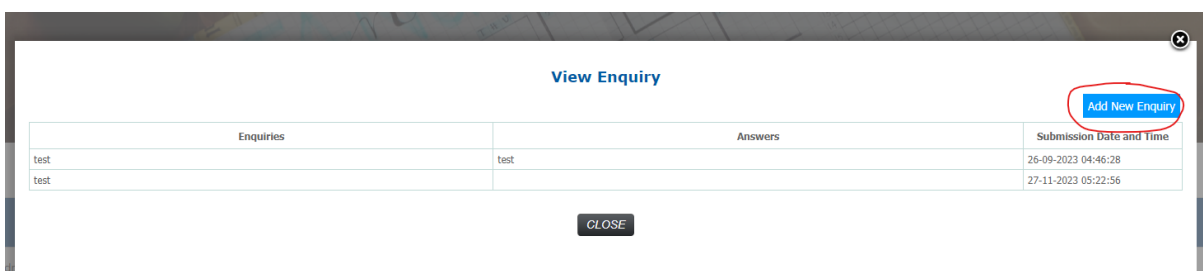 View Enquiry
Add New Enquiry
Enquiries Answers Submission Date and Time
test test 26-09-2023 04:46:28
test 27-11-2023 05:22:56
CLOSE